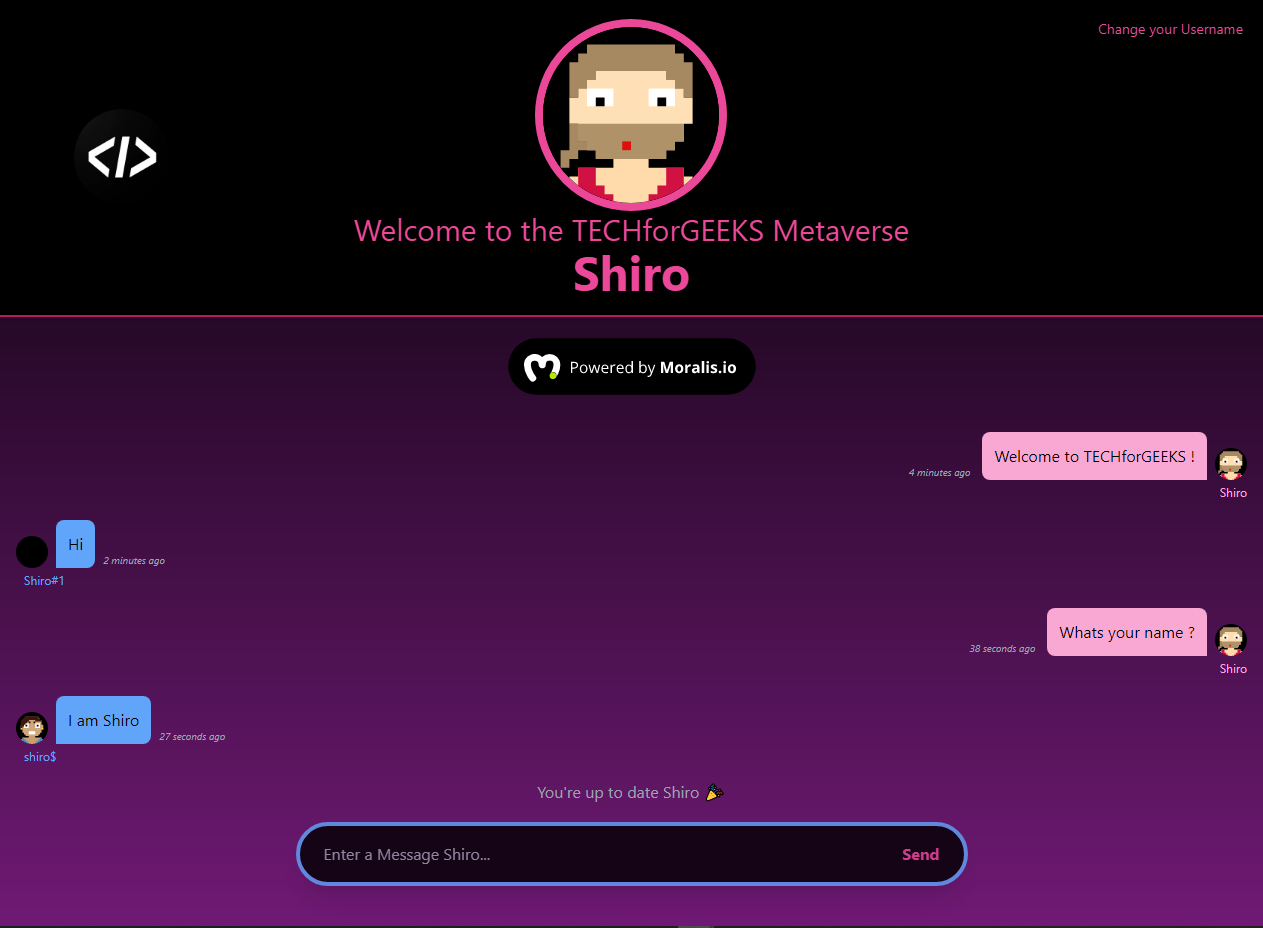 Change your Username
</>
Welcome to the TECHforGEEKS Metaverse
Shiro
Powered by Moralis.io
4 minutes ago Welcome to TECHforGEEKS !
Shiro
Hi 2 minutes ago
Shiro#1
38 seconds ago Whats your name ?
Shiro
I am Shiro 27 seconds ago
shiro$
You're up to date Shiro 🎉
Enter a Message Shiro... Send